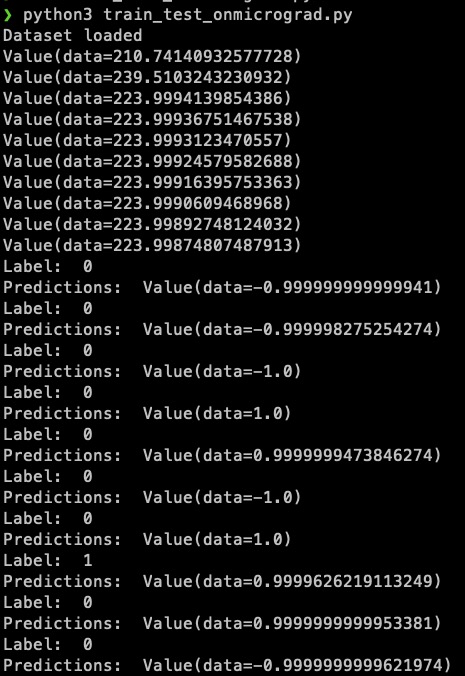 ❯ python3 train_test_onmicrograd.py
Dataset loaded
Value(data=210.74140932577728)
Value(data=239.5103243230932)
Value(data=223.9994139854386)
Value(data=223.99936751467538)
Value(data=223.9993123470557)
Value(data=223.99924579582688)
Value(data=223.99916395753363)
Value(data=223.9990609468968)
Value(data=223.99892748124032)
Value(data=223.99874807487913)
Label:  0
Predictions:  Value(data=-0.999999999999941)
Label:  0
Predictions:  Value(data=-0.999998275254274)
Label:  0
Predictions:  Value(data=-1.0)
Label:  0
Predictions:  Value(data=1.0)
Label:  0
Predictions:  Value(data=0.9999999473846274)
Label:  0
Predictions:  Value(data=-1.0)
Label:  0
Predictions:  Value(data=1.0)
Label:  1
Predictions:  Value(data=0.9999626219113249)
Label:  0
Predictions:  Value(data=0.9999999999953381)
Label:  0
Predictions:  Value(data=-0.9999999999621974)